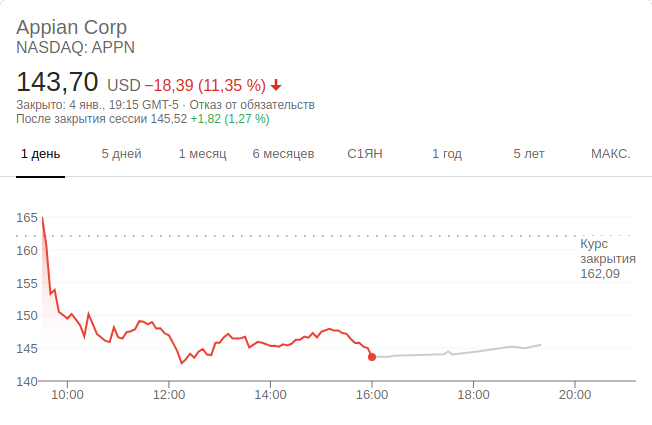 Appian Corp
NASDAQ: APPN
143,70 USD −18,39 (11,35 %)
Закрыто: 4 янв., 19:15 GMT-5 · Отказ от обязательств
После закрытия сессии 145,52 +1,82 (1,27 %)
1 день 5 дней 1 месяц 6 месяцев С1ЯН 1 год 5 лет МАКС.
165
160
155
150
145
140
Курс
закрытия
162,09
10:00 12:00 14:00 16:00 18:00 20:00